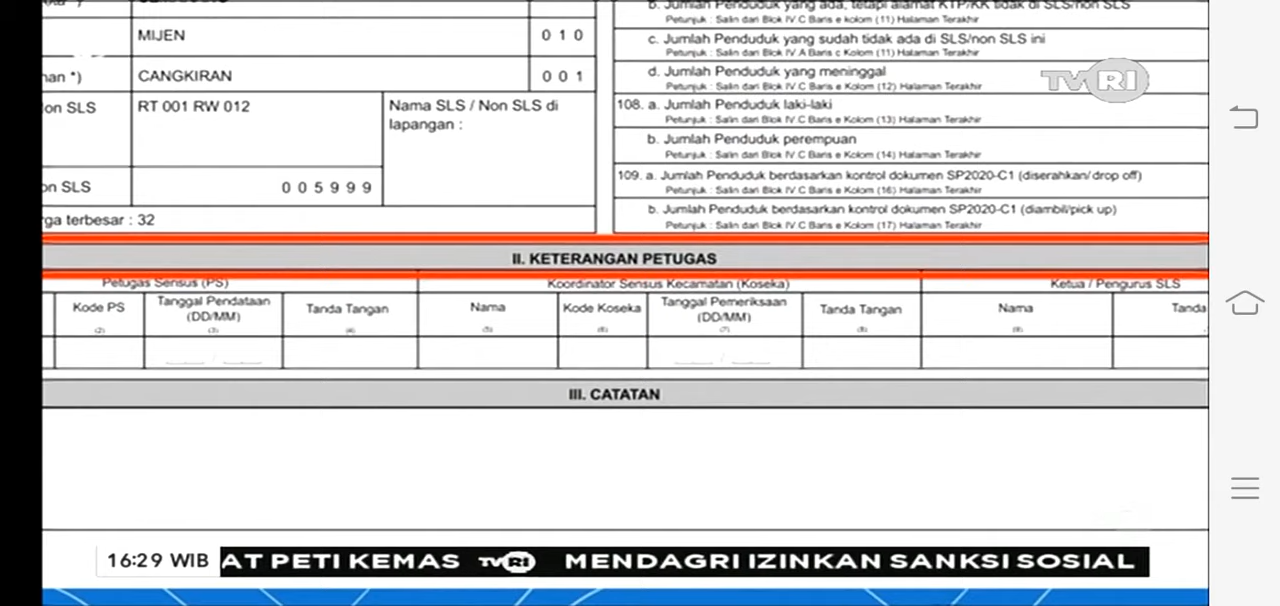 b. Jumlah Penduduk yang ada, tetapi alamat KTP/KK tidak di SLS/non SLS
Petunjuk : Salin dari Blok IV C Baris e kolom (11) Halaman Terakhir
MIJEN 0 1 0
c. Jumlah Penduduk yang sudah tidak ada di SLS/non SLS ini
Petunjuk : Salin dari Blok IV A Baris c Kolom (11) Halaman Terakhir
han *) CANGKIRAN 0 0 1
d. Jumlah Penduduk yang meninggal
Petunjuk : Salin dari Blok IV C Baris e Kolom (12) Halaman Terakhir
TVRI
on SLS RT 001 RW 012
Nama SLS / Non SLS di
lapangan :
108. a. Jumlah Penduduk laki-laki
Petunjuk : Salin dari Blok IV C Baris e Kolom (13) Halaman Terakhir
b. Jumlah Penduduk perempuan
Petunjuk : Salin dari Blok IV C Baris e Kolom (14) Halaman Terakhir
on SLS 0 0 5 9 9 9
109. a. Jumlah Penduduk berdasarkan kontrol dokumen SP2020-C1 (diserahkan/drop off)
Petunjuk : Salin dari Blok IV C Baris e Kolom (16) Halaman Terakhir
rga terbesar : 32
b. Jumlah Penduduk berdasarkan kontrol dokumen SP2020-C1 (diambil/pick up)
Petunjuk : Salin dari Blok IV C Baris e Kolom (17) Halaman Terakhir
II. KETERANGAN PETUGAS
Petugas Sensus (PS) Koordinator Sensus Kecamatan (Koseka) Ketua / Pengurus SLS
Kode PS
(2)
Tanggal Pendataan
(DD/MM)
(3)
Tanda Tangan
(4)
Nama
(5)
Kode Koseka
(6)
Tanggal Pemeriksaan
(DD/MM)
(7)
Tanda Tangan
(8)
Nama
(9)
Tanda
/ /
III. CATATAN
16:29 WIB AT PETI KEMAS TVRI MENDAGRI IZINKAN SANKSI SOSIAL